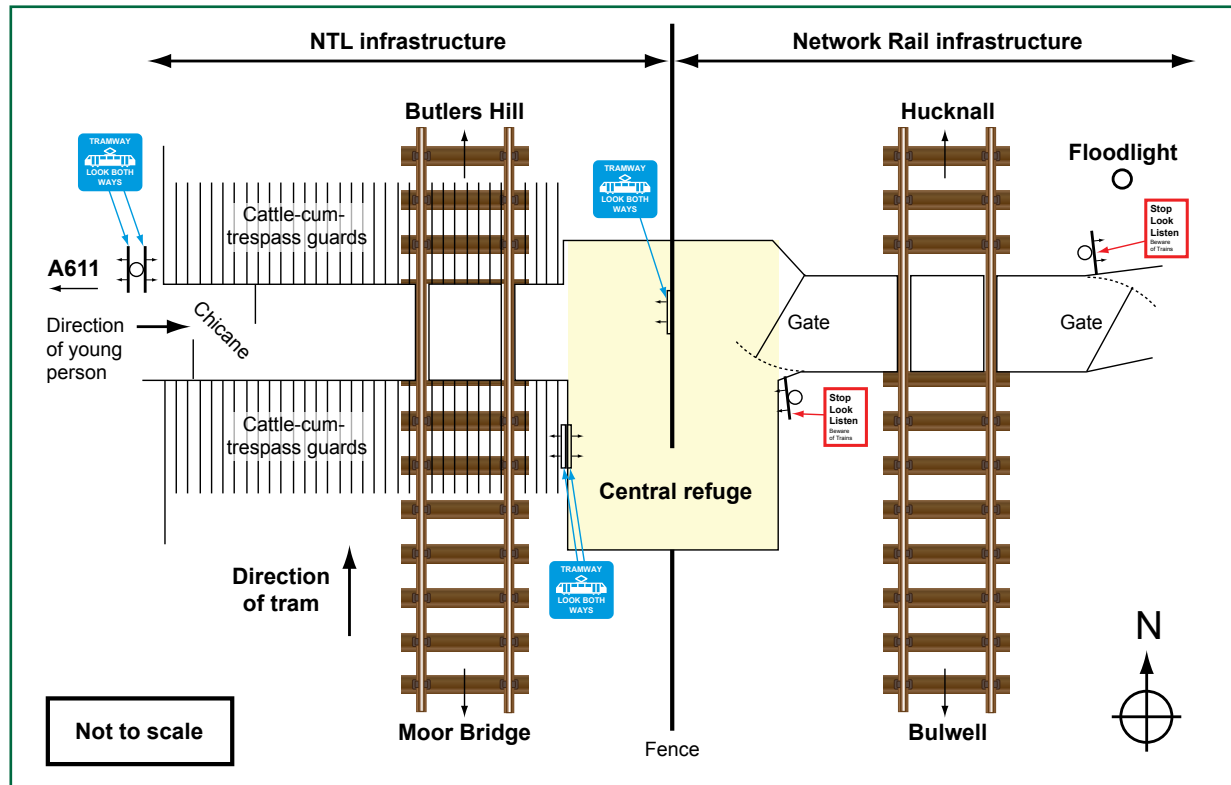 NTL infrastructure
Network Rail infrastructure
Butlers Hill
Hucknall
TRAMWAY
LOOK BOTH
WAYS
TRAMWAY
LOOK BOTH
WAYS
Floodlight
Stop
Look
Listen
Beware
of Trains
Cattle-cum-
trespass guards
A611
Direction
of young
person
Chicane
Gate
Gate
Stop
Look
Listen
Beware
of Trains
Cattle-cum-
trespass guards
Central refuge
Direction
of tram
TRAMWAY
LOOK BOTH
WAYS
N
Not to scale
Moor Bridge
Fence
Bulwell